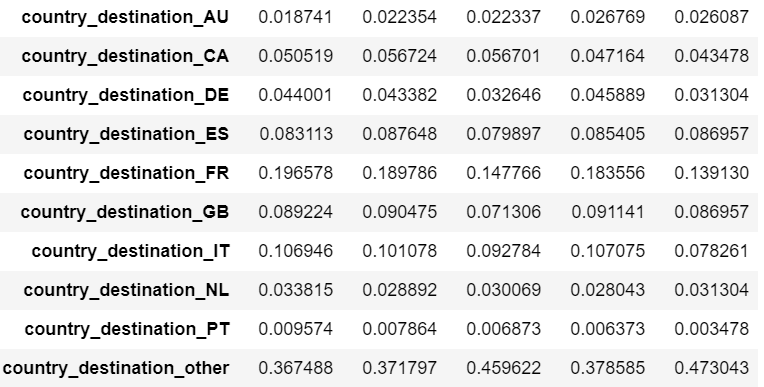 country_destination_AU 0.018741 0.022354 0.022337 0.026769 0.026087
country_destination_CA 0.050519 0.056724 0.056701 0.047164 0.043478
country_destination_DE 0.044001 0.043382 0.032646 0.045889 0.031304
country_destination_ES 0.083113 0.087648 0.079897 0.085405 0.086957
country_destination_FR 0.196578 0.189786 0.147766 0.183556 0.139130
country_destination_GB 0.089224 0.090475 0.071306 0.091141 0.086957
country_destination_IT 0.106946 0.101078 0.092784 0.107075 0.078261
country_destination_NL 0.033815 0.028892 0.030069 0.028043 0.031304
country_destination_PT 0.009574 0.007864 0.006873 0.006373 0.003478
country_destination_other 0.367488 0.371797 0.459622 0.378585 0.473043